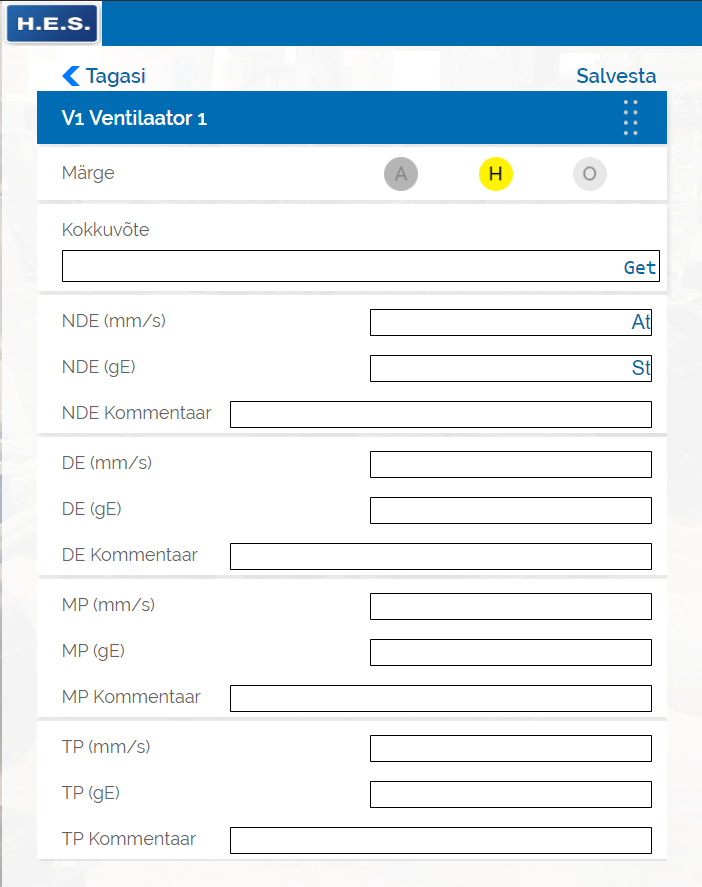 H.E.S.
Tagasi Salvesta
V1 Ventilaator 1
Märge A H O
Kokkuvõte
Get
NDE (mm/s) At
NDE (gE) St
NDE Kommentaar
DE (mm/s)
DE (gE)
DE Kommentaar
MP (mm/s)
MP (gE)
MP Kommentaar
TP (mm/s)
TP (gE)
TP Kommentaar